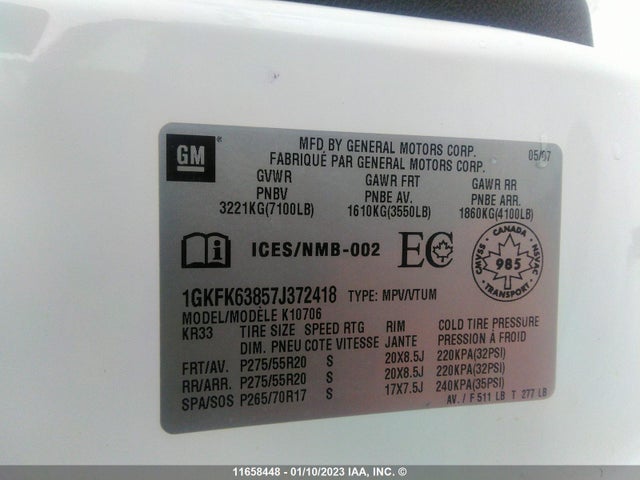 GM
MFD BY GENERAL MOTORS CORP. 05/07
FABRIQUÉ PAR GENERAL MOTORS CORP.
GVWR GAWR FRT GAWR RR
PNBV PNBE AV. PNBE ARR.
3221KG(7100LB) 1610KG(3550LB) 1860KG(4100LB)
ICES/NMB-002 EC CANADA CMVSS 985 NSVAC
1GKFK63857J372418 TYPE: MPV/VTUM
MODEL/MODÈLE K10706
KR33 TIRE SIZE SPEED RTG RIM COLD TIRE PRESSURE
DIM. PNEU COTE VITESSE JANTE PRESSION À FROID
FRT/AV. P275/55R20 S 20X8.5J 220KPA(32PSI)
RR/ARR. P275/55R20 S 20X8.5J 220KPA(32PSI)
SPA/SOS P265/70R17 S 17X7.5J 240KPA(35PSI)
AV. / F 511 LB T 277 LB
11658448 - 01/10/2023 IAA, INC. ©